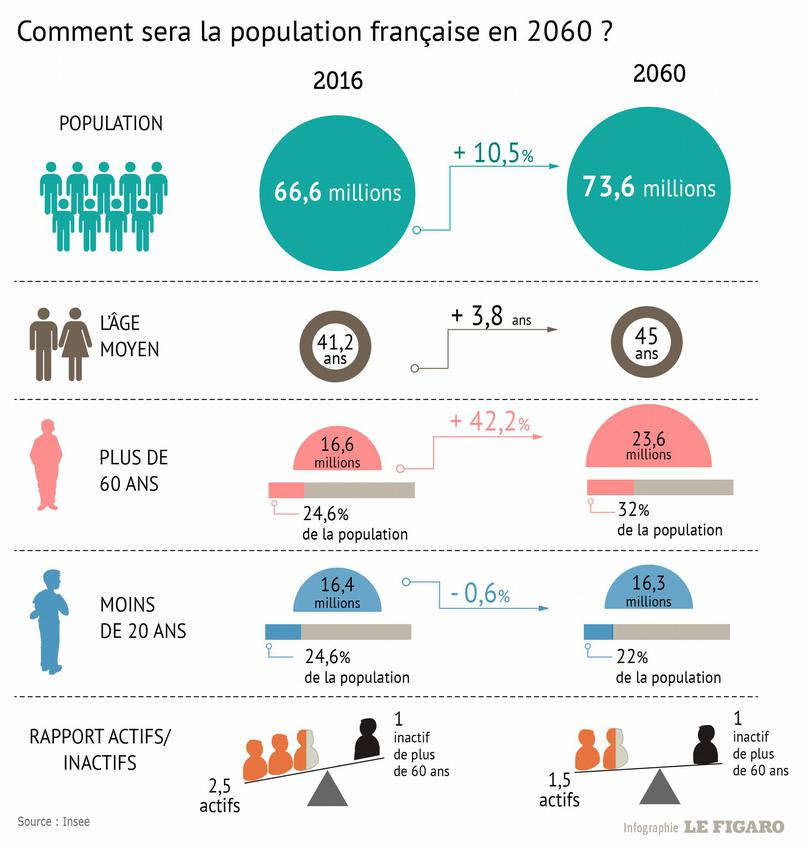 Comment sera la population française en 2060 ?
2016
2060
POPULATION
66,6 millions
+ 10,5%
73,6 millions
L'ÂGE
MOYEN
41,2
ans
+ 3,8 ans
45
ans
PLUS DE
60 ANS
16,6
millions
+ 42,2%
23,6
millions
24,6%
de la population
32%
de la population
MOINS
DE 20 ANS
16,4
millions
- 0,6%
16,3
millions
24,6%
de la population
22%
de la population
RAPPORT ACTIFS/
INACTIFS
2,5
actifs
1
inactif
de plus
de 60 ans
1,5
actifs
1
inactif
de plus
de 60 ans
Source : Insee
Infographie LE FIGARO